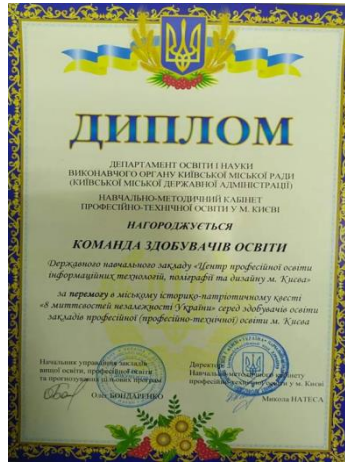 ДИПЛОМ
ДЕПАРТАМЕНТ ОСВІТИ І НАУКИ
ВИКОНАВЧОГО ОРГАНУ КИЇВСЬКОЇ МІСЬКОЇ РАДИ
(КИЇВСЬКОЇ МІСЬКОЇ ДЕРЖАВНОЇ АДМІНІСТРАЦІЇ)
НАВЧАЛЬНО-МЕТОДИЧНИЙ КАБІНЕТ
ПРОФЕСІЙНО-ТЕХНІЧНОЇ ОСВІТИ У М. КИЄВІ
НАГОРОДЖУЄТЬСЯ
КОМАНДА ЗДОБУВАЧІВ ОСВІТИ
Державного навчального закладу «Центр професійної освіти
інформаційних технологій, поліграфії та дизайну м. Києва»
за перемогу в міському історико-патріотичному квесті
«8 миттєвостей незалежності України» серед здобувачів освіти
закладів професійної (професійно-технічної) освіти м. Києва
Начальник управління закладів
вищої освіти, професійної освіти
та прогнозування цільових програм
Олег БОНДАРЕНКО
Директор
Навчально-методичного кабінету
професійно-технічної освіти у м. Києві
Микола НАТЕСА